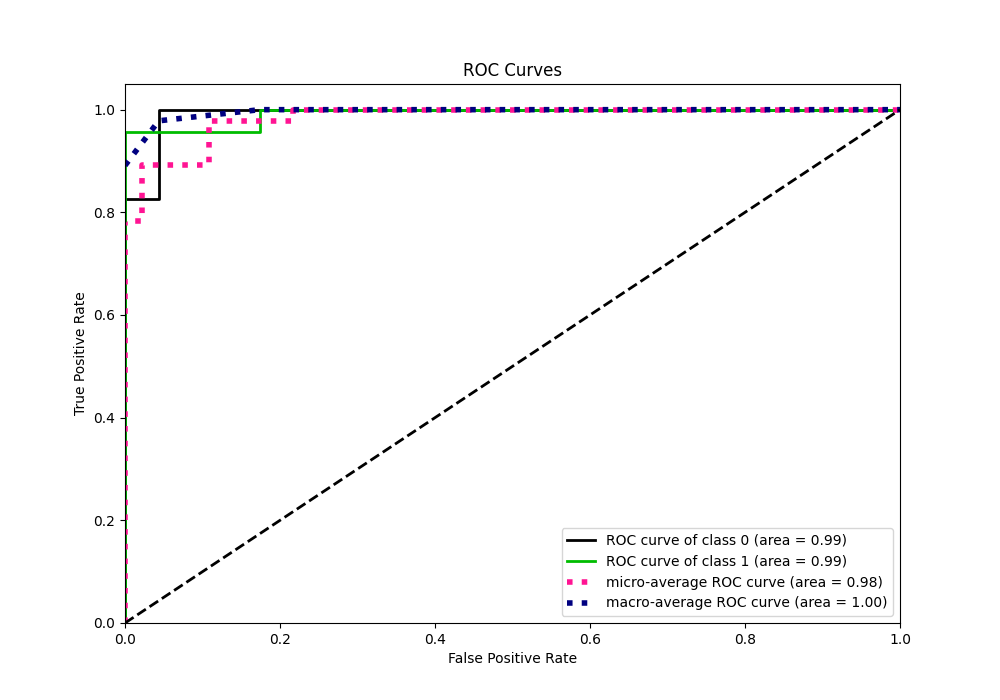 ROC Curves
True Positive Rate
1.0
0.8
0.6
0.4
0.2
0.0
0.0 0.2 0.4 0.6 0.8 1.0
False Positive Rate
ROC curve of class 0 (area = 0.99)
ROC curve of class 1 (area = 0.99)
micro-average ROC curve (area = 0.98)
macro-average ROC curve (area = 1.00)